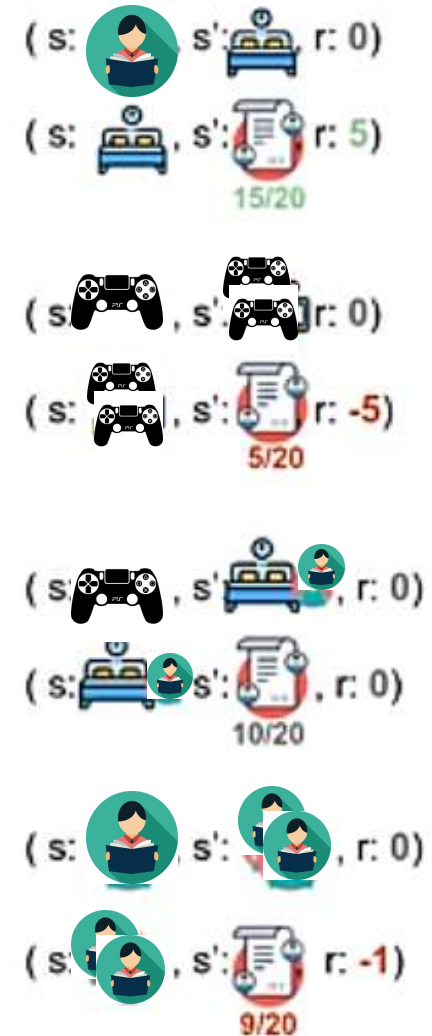 ( s: , s': , r: 0)
( s: , s': r: 5)
15/20
( s: , s': r: 0)
( s: , s': r: -5)
5/20
( s: , s' , r: 0)
( s: s': , r: 0)
10/20
( s: , s': , r: 0)
( s: , s': r: -1)
9/20